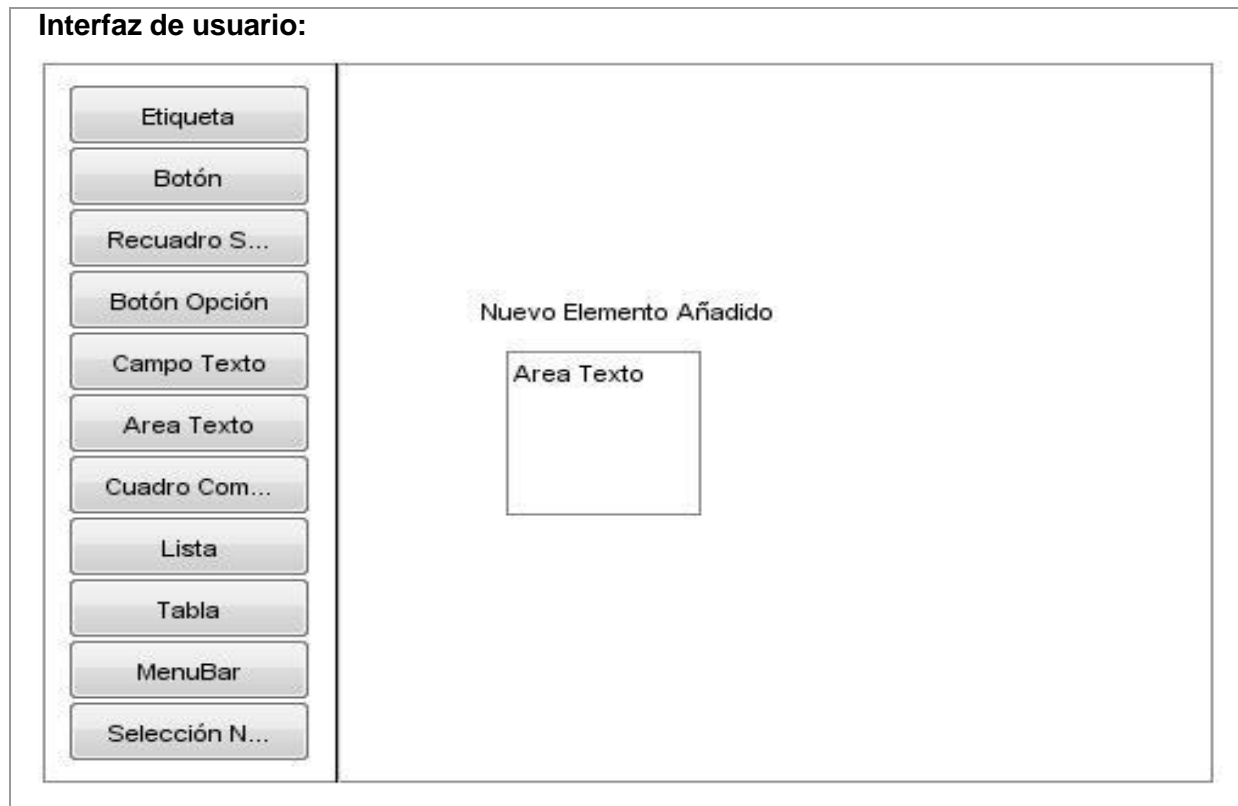 Interfaz de usuario:
Etiqueta
Botón
Recuadro S...
Botón Opción
Campo Texto
Area Texto
Cuadro Com...
Lista
Tabla
MenuBar
Selección N...
Nuevo Elemento Añadido
Area Texto